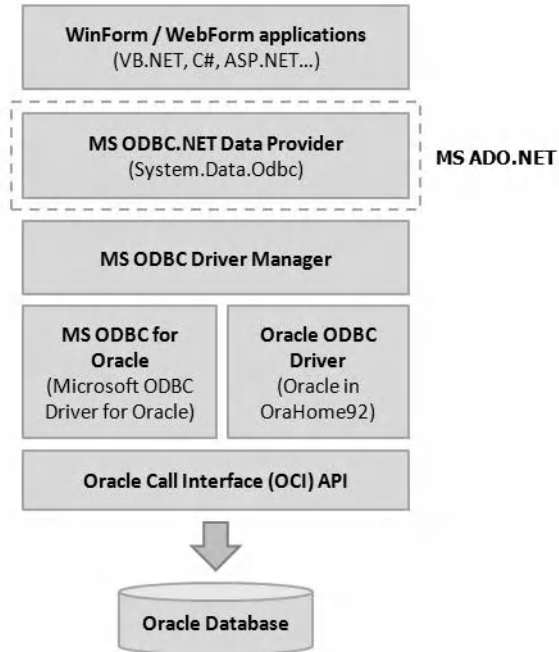 WinForm / WebForm applications
(VB.NET, C#, ASP.NET...)
MS ODBC.NET Data Provider
(System.Data.Odbc)
MS ADO.NET
MS ODBC Driver Manager
MS ODBC for
Oracle
(Microsoft ODBC
Driver for Oracle)
Oracle ODBC
Driver
(Oracle in
OraHome92)
Oracle Call Interface (OCI) API
Oracle Database